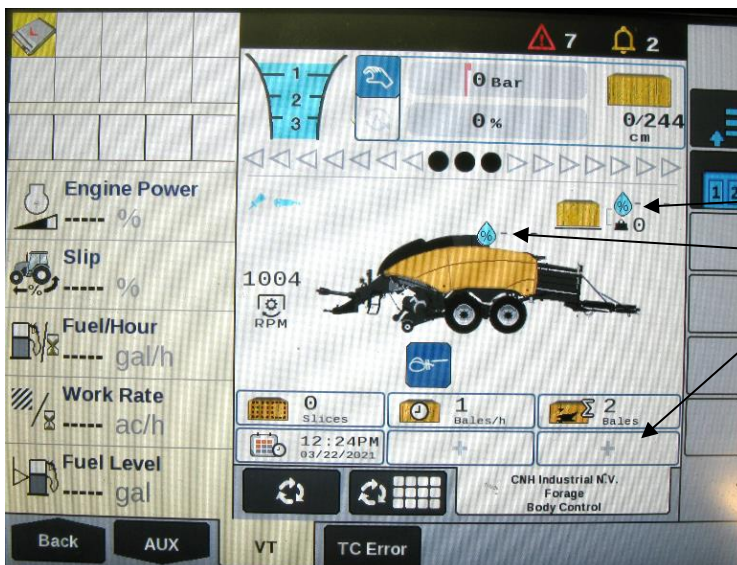 7
2
1
2
3
0 Bar
0 %
0/244
cm
1 2
Engine Power
----- %
Slip
----- %
Fuel/Hour
----- gal/h
Work Rate
----- ac/h
Fuel Level
----- gal
%-
0
%-
1004
RPM
0
Slices
1
Bales/h
2
Bales
12:24PM
03/22/2021
CNH Industrial N.V.
Forage
Body Control
Back
AUX
VT
TC Error